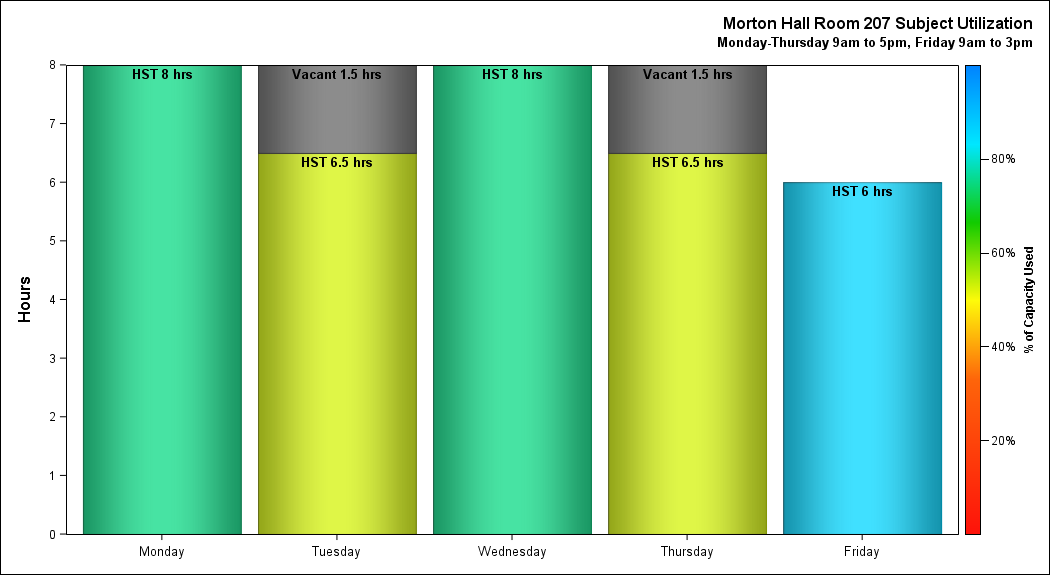 Morton Hall Room 207 Subject Utilization
Monday-Thursday 9am to 5pm, Friday 9am to 3pm
8
7
6
5
4
3
2
1
0
Hours
HST 8 hrs
Vacant 1.5 hrs
HST 8 hrs
Vacant 1.5 hrs
HST 6.5 hrs
HST 6.5 hrs
HST 6 hrs
Monday
Tuesday
Wednesday
Thursday
Friday
80%
60%
40%
20%
% of Capacity Used